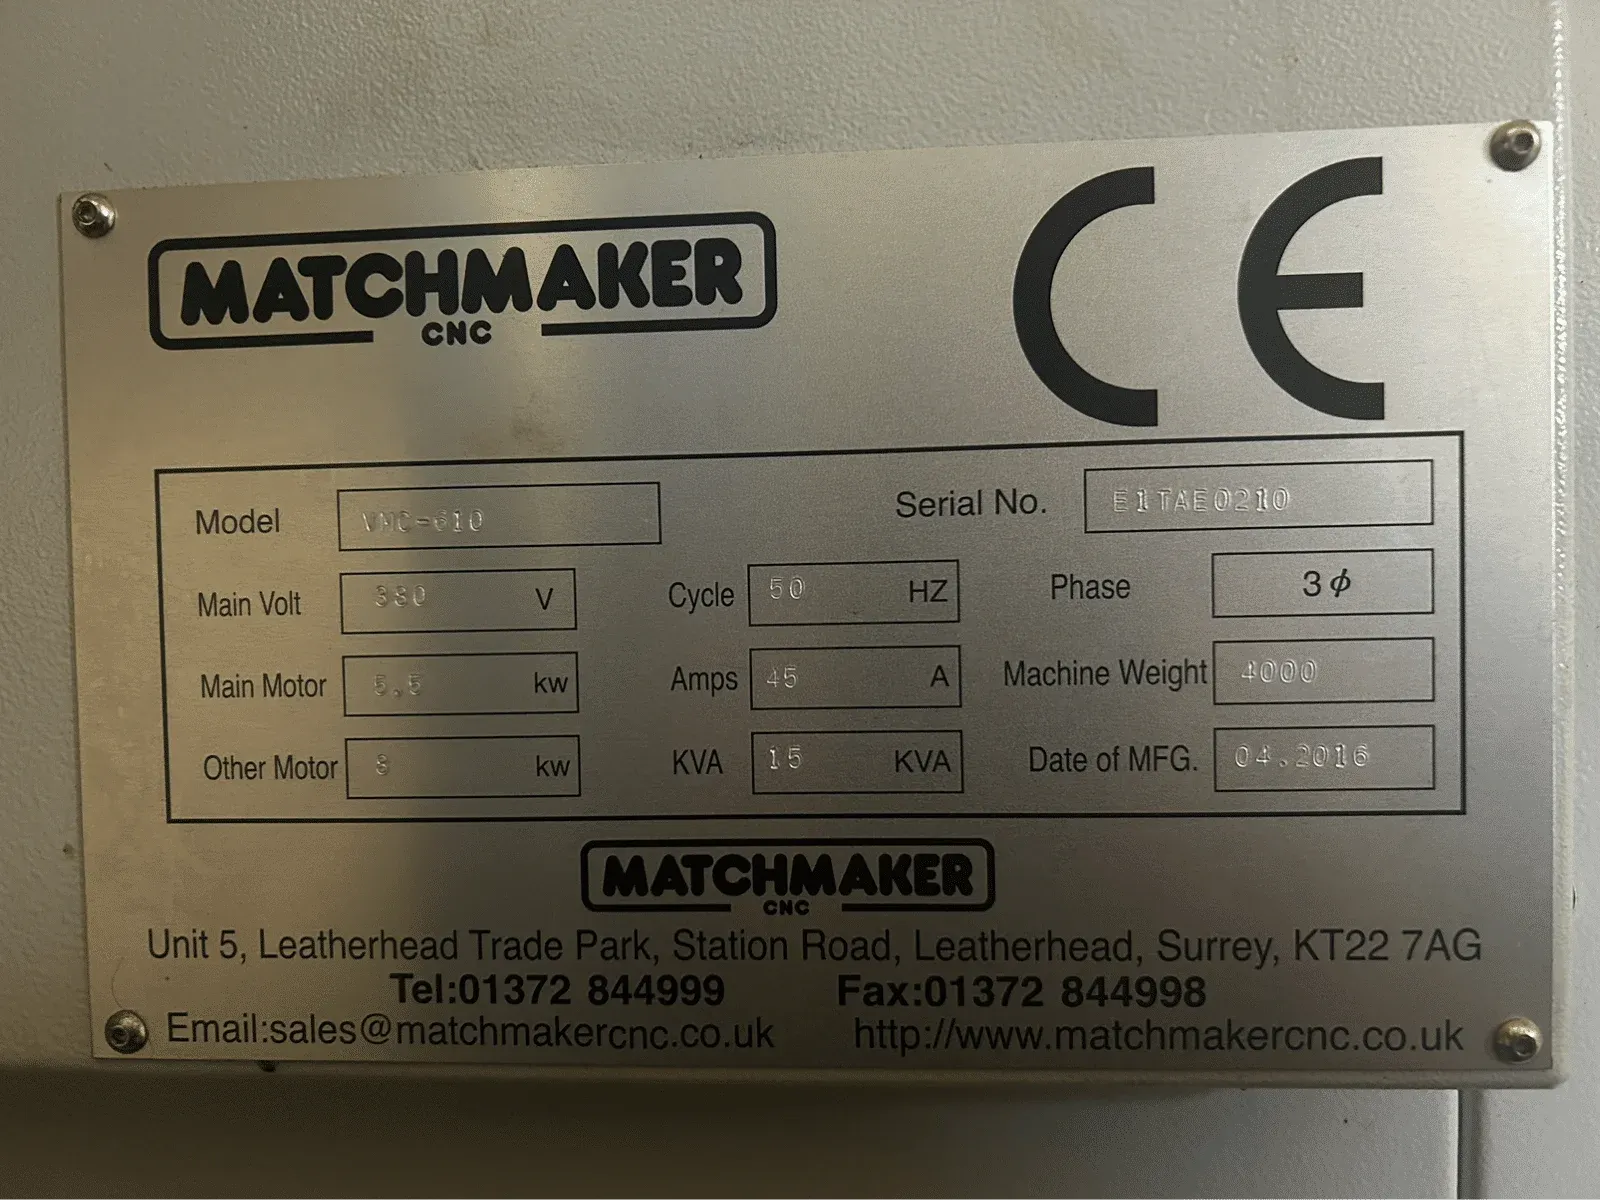 MATCHMAKER
CNC
CE
Model VMC-610 Serial No. E1TAE0210
Main Volt V Cycle 50 HZ Phase 3ϕ
Main Motor 5.5 kw Amps 45 A Machine Weight 4000
Other Motor kw KVA 15 KVA Date of MFG. 04.2016
MATCHMAKER
CNC
Unit 5, Leatherhead Trade Park, Station Road, Leatherhead, Surrey, KT22 7AG
Tel:01372 844999 Fax:01372 844998
Email:sales@matchmakercnc.co.uk http://www.matchmakercnc.co.uk